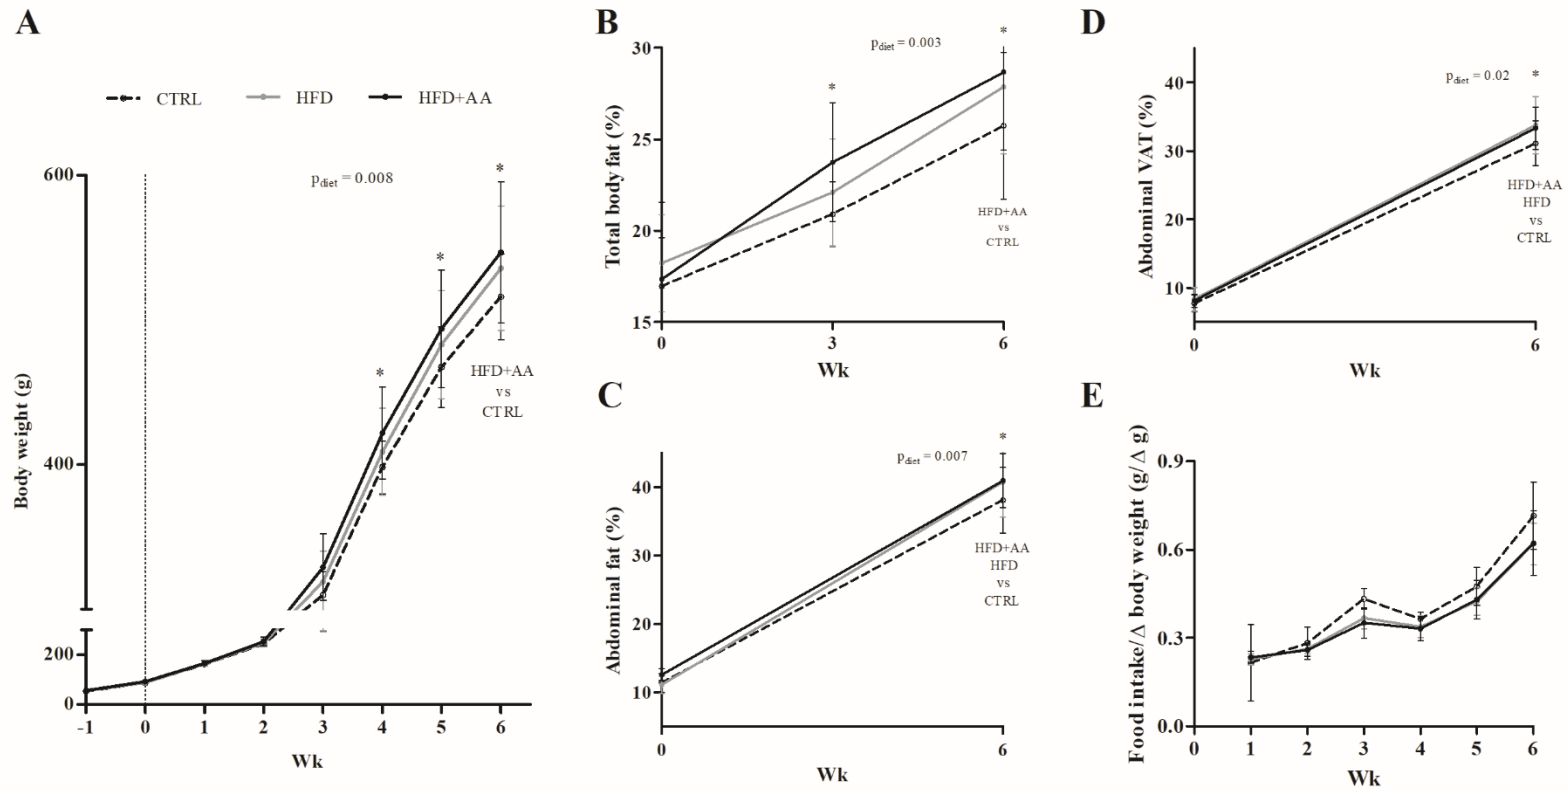 A
CTRL
HFD
HFD+AA
p_diet = 0.008
*
*
*
600
400
200
0
-1
0
1
2
3
4
5
6
HFD+AA
vs
CTRL
Body weight (g)
Wk
B
p_diet = 0.003
*
*
30
25
20
15
0
3
6
HFD+AA
vs
CTRL
Total body fat (%)
Wk
C
p_diet = 0.007
*
40
30
20
10
0
6
HFD+AA
HFD
vs
CTRL
Abdominal fat (%)
Wk
D
p_diet = 0.02
*
40
30
20
10
0
6
HFD+AA
HFD
vs
CTRL
Abdominal VAT (%)
Wk
E
0.9
0.6
0.3
0.0
0
1
2
3
4
5
6
Food intake/Δ body weight (g/Δ g)
Wk